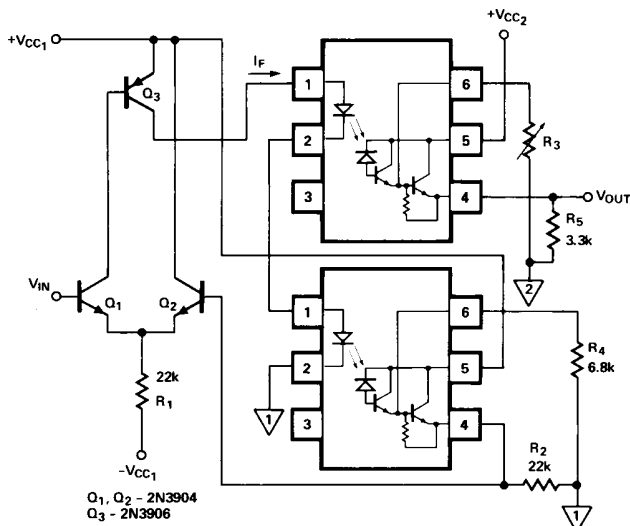 +VCC1
+VCC2
IF
Q3
1
2
3
6
5
4
R3
VOUT
R5
3.3k
2
VIN
Q1
Q2
1
2
3
6
5
4
R4
6.8k
22k
R1
1
R2
22k
1
-VCC1
Q1, Q2 - 2N3904
Q3 - 2N3906